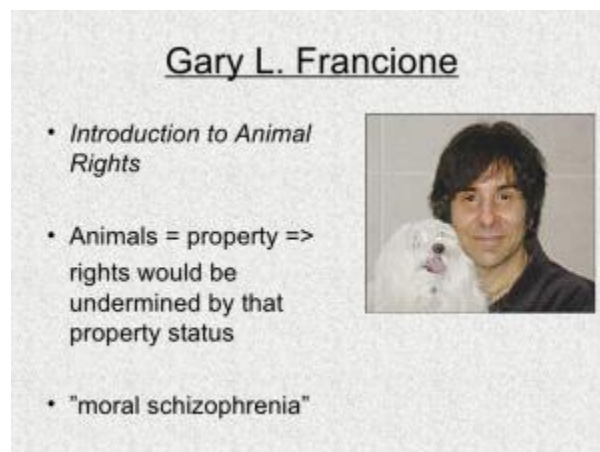 Gary L. Francione
• Introduction to Animal
Rights
• Animals = property =>
rights would be
undermined by that
property status
• ”moral schizophrenia”